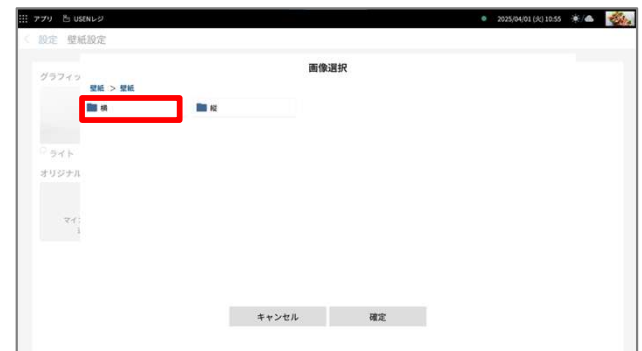 アプリ USENレジ 2025/04/01 (火) 10:55
設定 壁紙設定
画像選択
グラフィッ
壁紙 > 壁紙
横 縦
ライト
オリジナル
マイコ
キャンセル 確定